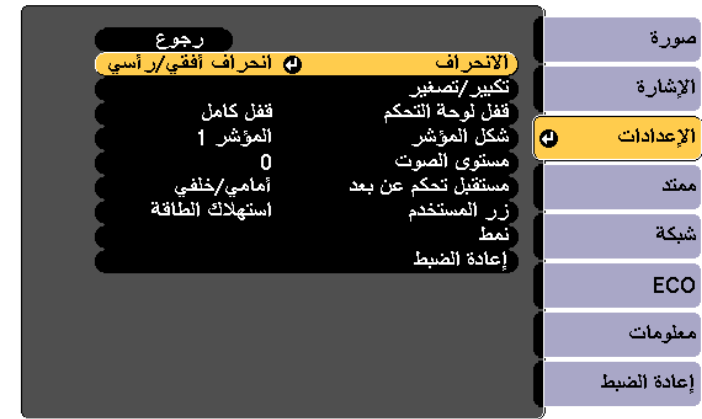 صورة
الإشارة
الإعدادات
ممتد
شبكة
ECO
معلومات
إعادة الضبط
رجوع
الانحراف انحراف أفقي/رأسي
تكبير/تصغير
قفل لوحة التحكم قفل كامل
شكل المؤشر المؤشر 1
مستوى الصوت 0
مستقبل تحكم عن بعد أمامي/خلفي
زر المستخدم استهلاك الطاقة
نمط
إعادة الضبط